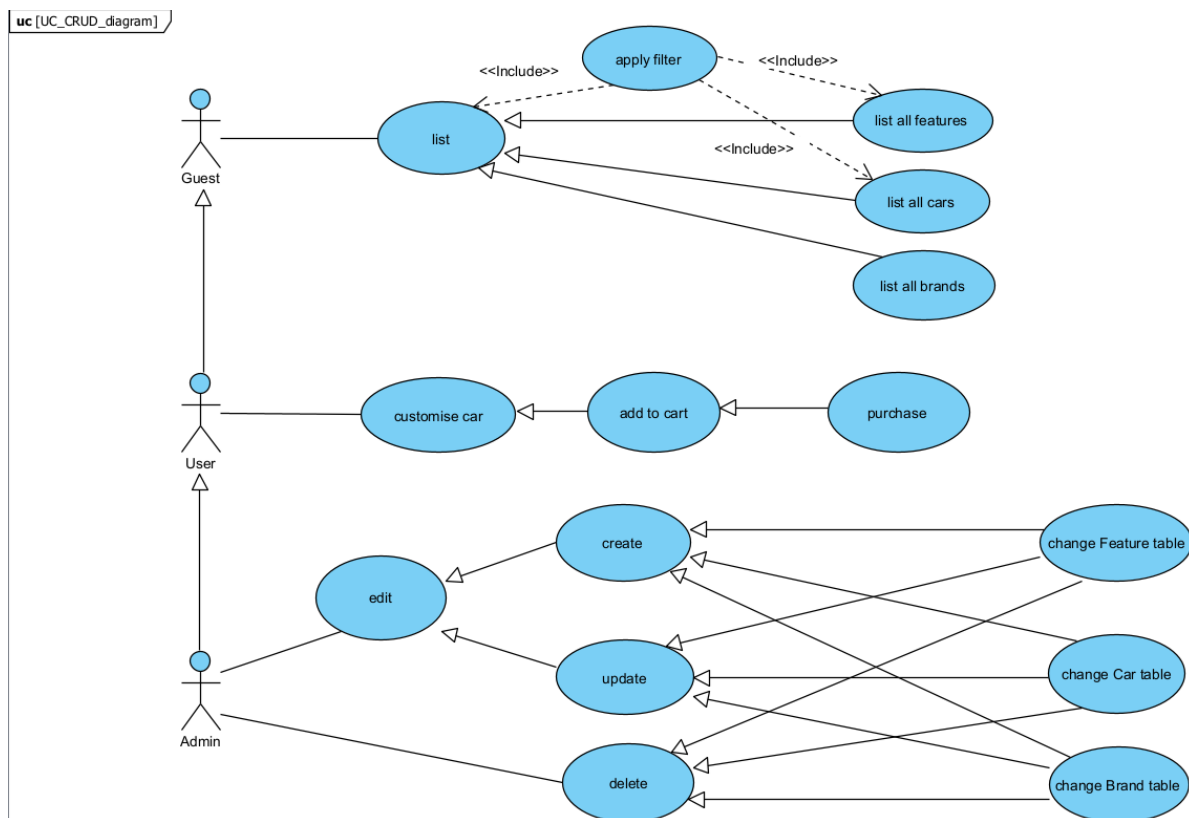 uc [UC_CRUD_diagram]
apply filter
<<Include>>
<<Include>>
list
list all features
<<Include>>
Guest
list all cars
list all brands
customise car
add to cart
purchase
User
create
change Feature table
edit
update
change Car table
Admin
delete
change Brand table